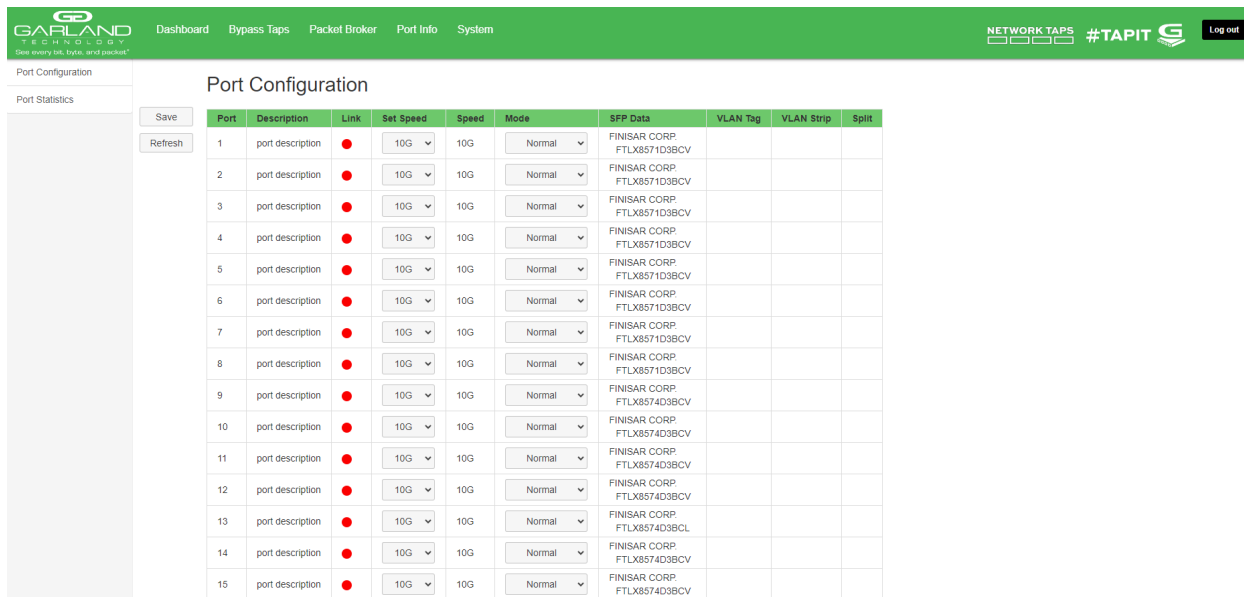 GARLAND
TECHNOLOGY
See every bit, byte, and packet®
Dashboard Bypass Taps Packet Broker Port Info System
NETWORK TAPS
#TAPIT
Log out
Port Configuration
Port Statistics
Port Configuration
Save
Refresh
Port Description Link Set Speed Speed Mode SFP Data VLAN Tag VLAN Strip Split
1 port description 10G 10G Normal FINISAR CORP.
FTLX8571D3BCV
2 port description 10G 10G Normal FINISAR CORP.
FTLX8571D3BCV
3 port description 10G 10G Normal FINISAR CORP.
FTLX8571D3BCV
4 port description 10G 10G Normal FINISAR CORP.
FTLX8571D3BCV
5 port description 10G 10G Normal FINISAR CORP.
FTLX8571D3BCV
6 port description 10G 10G Normal FINISAR CORP.
FTLX8571D3BCV
7 port description 10G 10G Normal FINISAR CORP.
FTLX8571D3BCV
8 port description 10G 10G Normal FINISAR CORP.
FTLX8571D3BCV
9 port description 10G 10G Normal FINISAR CORP.
FTLX8574D3BCV
10 port description 10G 10G Normal FINISAR CORP.
FTLX8574D3BCV
11 port description 10G 10G Normal FINISAR CORP.
FTLX8574D3BCV
12 port description 10G 10G Normal FINISAR CORP.
FTLX8574D3BCV
13 port description 10G 10G Normal FINISAR CORP.
FTLX8574D3BCL
14 port description 10G 10G Normal FINISAR CORP.
FTLX8574D3BCV
15 port description 10G 10G Normal FINISAR CORP.
FTLX8574D3BCV